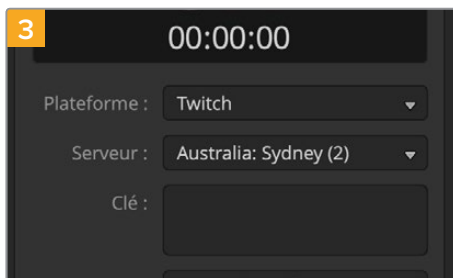 3
00:00:00
Plateforme : Twitch
Serveur : Australia: Sydney (2)
Clé :